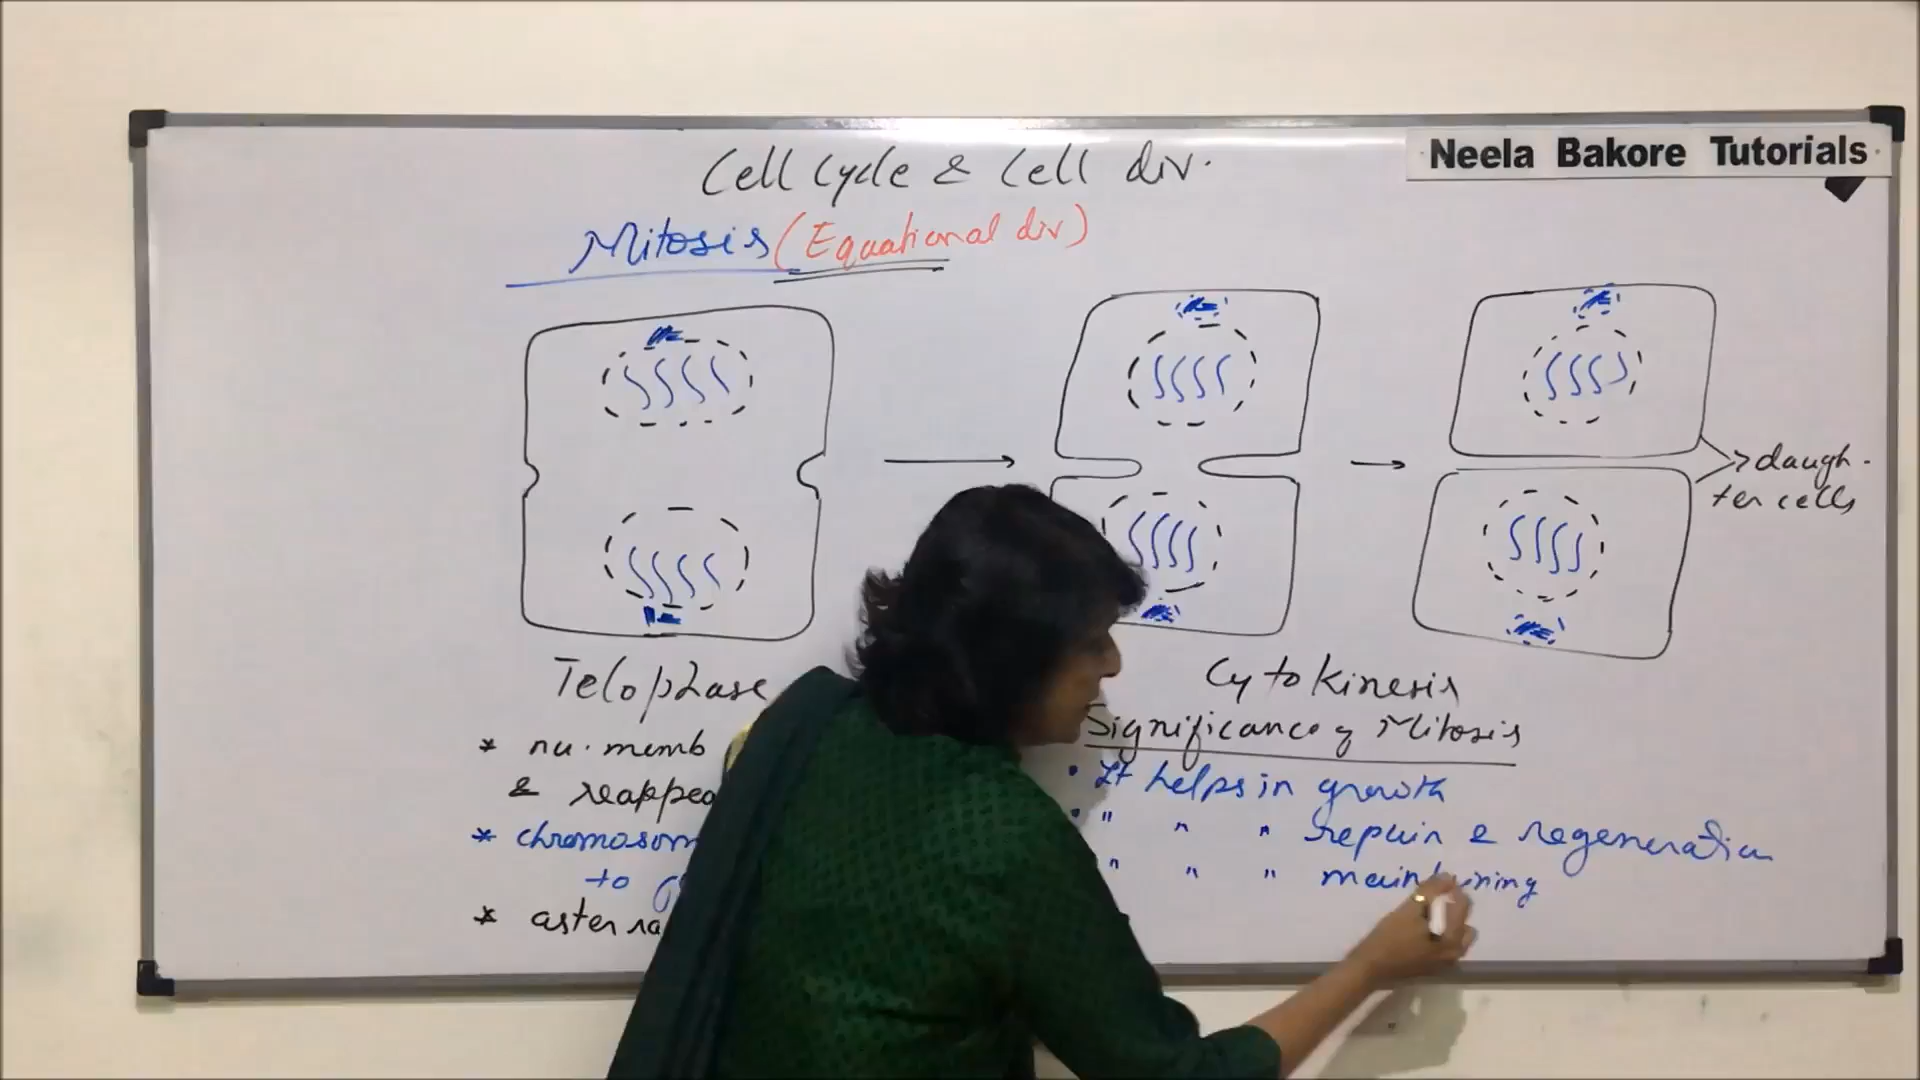 Neela Bakore Tutorials
Cell Cycle & Cell div.
Mitosis (Equational div)
daugh-
ter cells
Telophase
* nu. memb
& reappea
* chromosom
to
* aster ra
Cytokinesis
Significance of Mitosis
• It helps in growth
• " " " repair & regeneration
" " " maintaining